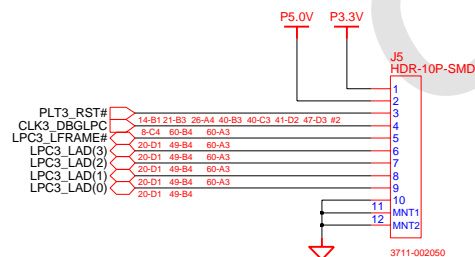 P5.0V P3.3V
J5
HDR-10P-SMD
1
2
PLT3_RST# 3
14-B1 21-B3 26-A4 40-B3 40-C3 41-D2 47-D3 #2
CLK3_DBGLPC 4
8-C4 60-B4 60-A3
LPC3_LFRAME# 5
20-D1 49-B4 60-A3
LPC3_LAD(3) 6
20-D1 49-B4 60-A3
LPC3_LAD(2) 7
20-D1 49-B4 60-A3
LPC3_LAD(1) 8
20-D1 49-B4 60-A3
LPC3_LAD(0) 9
20-D1 49-B4
10
11 MNT1
12 MNT2
3711-002050